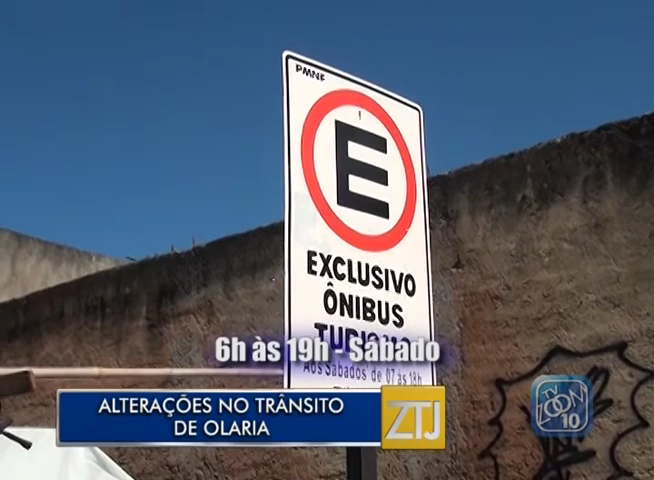 PMNF
E
EXCLUSIVO
ÔNIBUS
TURISMO
6h às 19h - Sábado
Aos Sábados de 07 às 18h
ALTERAÇÕES NO TRÂNSITO
DE OLARIA
ZTJ
TV
ZOOM
10